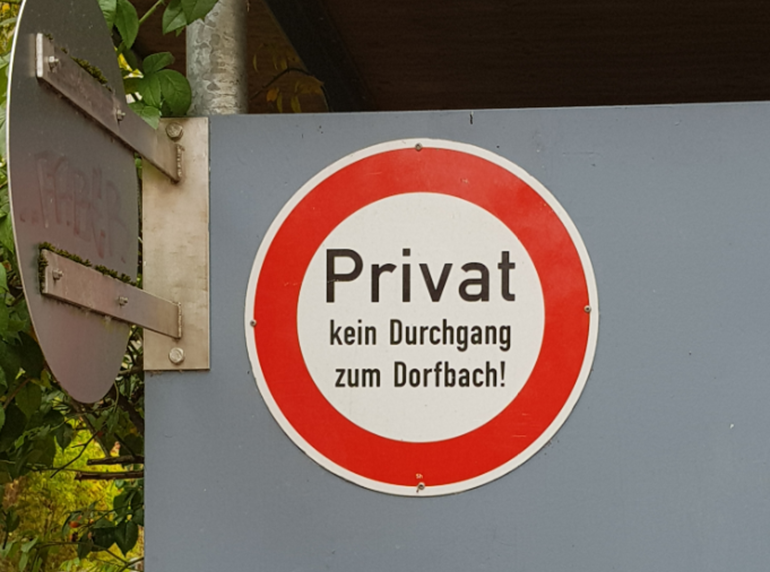 Privat
kein Durchgang
zum Dorfbach!